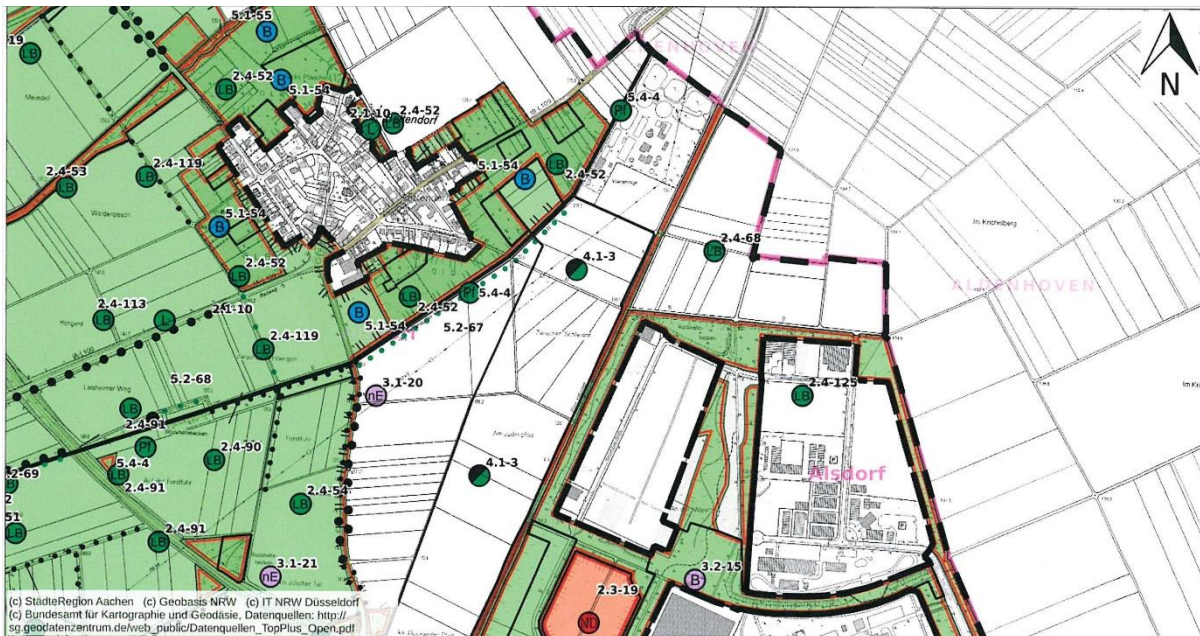 5.1-55
B
-19
LB
2.4-52
LB
B
5.1-54
ALDENHOVEN
N
2.1-10
L
2.4-52
LB
5.4-4
Pf
2.4-119
LB
2.4-53
LB
5.1-54
B
LB
2.4-52
5.1-54
B
2.4-52
LB
2.4-68
LB
Im Kirchelberg
4.1-3
ALDENHOVEN
2.4-113
LB
2.1-10
L
LB
2.4-52
Pf
5.4-4
B
5.1-54
5.2-67
2.4-119
LB
3.1-20
nE
5.2-68
LB
2.4-91
Pf
5.4-4
2.4-90
LB
2.4-125
LB
Alsdorf
4.1-3
5.2-69
LB
2.4-91
2.4-54
LB
51
LB
2.4-91
LB
3.1-21
nE
3.2-15
B
2.3-19
ND
(c) StädteRegion Aachen (c) Geobasis NRW (c) IT NRW Düsseldorf
(c) Bundesamt für Kartographie und Geodäsie, Datenquellen: http://
sg.geodatenzentrum.de/web_public/Datenquellen_TopPlus_Open.pdf